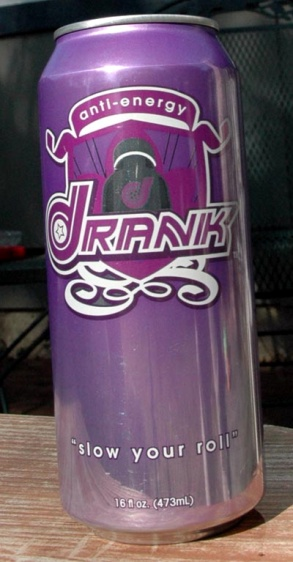 anti-energy
dRANK
"slow your roll"
16 fl oz. (473mL)